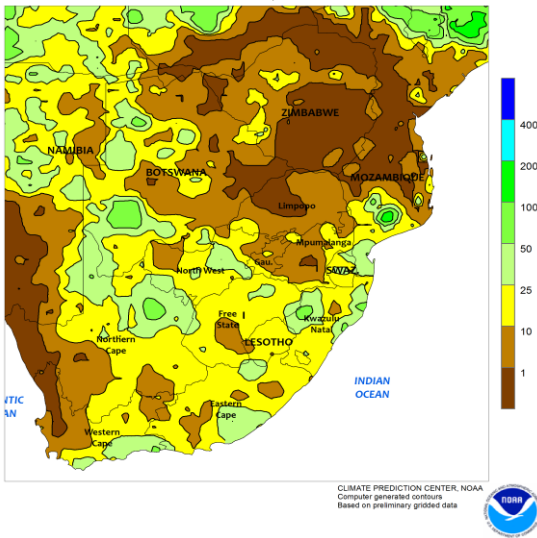 ZIMBABWE
NAMIBIA
BOTSWANA
MOZAMBIQUE
Limpopo
Mpumalanga
Gau.
North West
SWAZ.
Free
State
Kwazulu
Natal
Northern
Cape
LESOTHO
INDIAN
OCEAN
NTIC
AN
Eastern
Cape
Western
Cape
400
200
100
50
25
10
1
CLIMATE PREDICTION CENTER, NOAA
Computer generated contours
Based on preliminary gridded data
NOAA